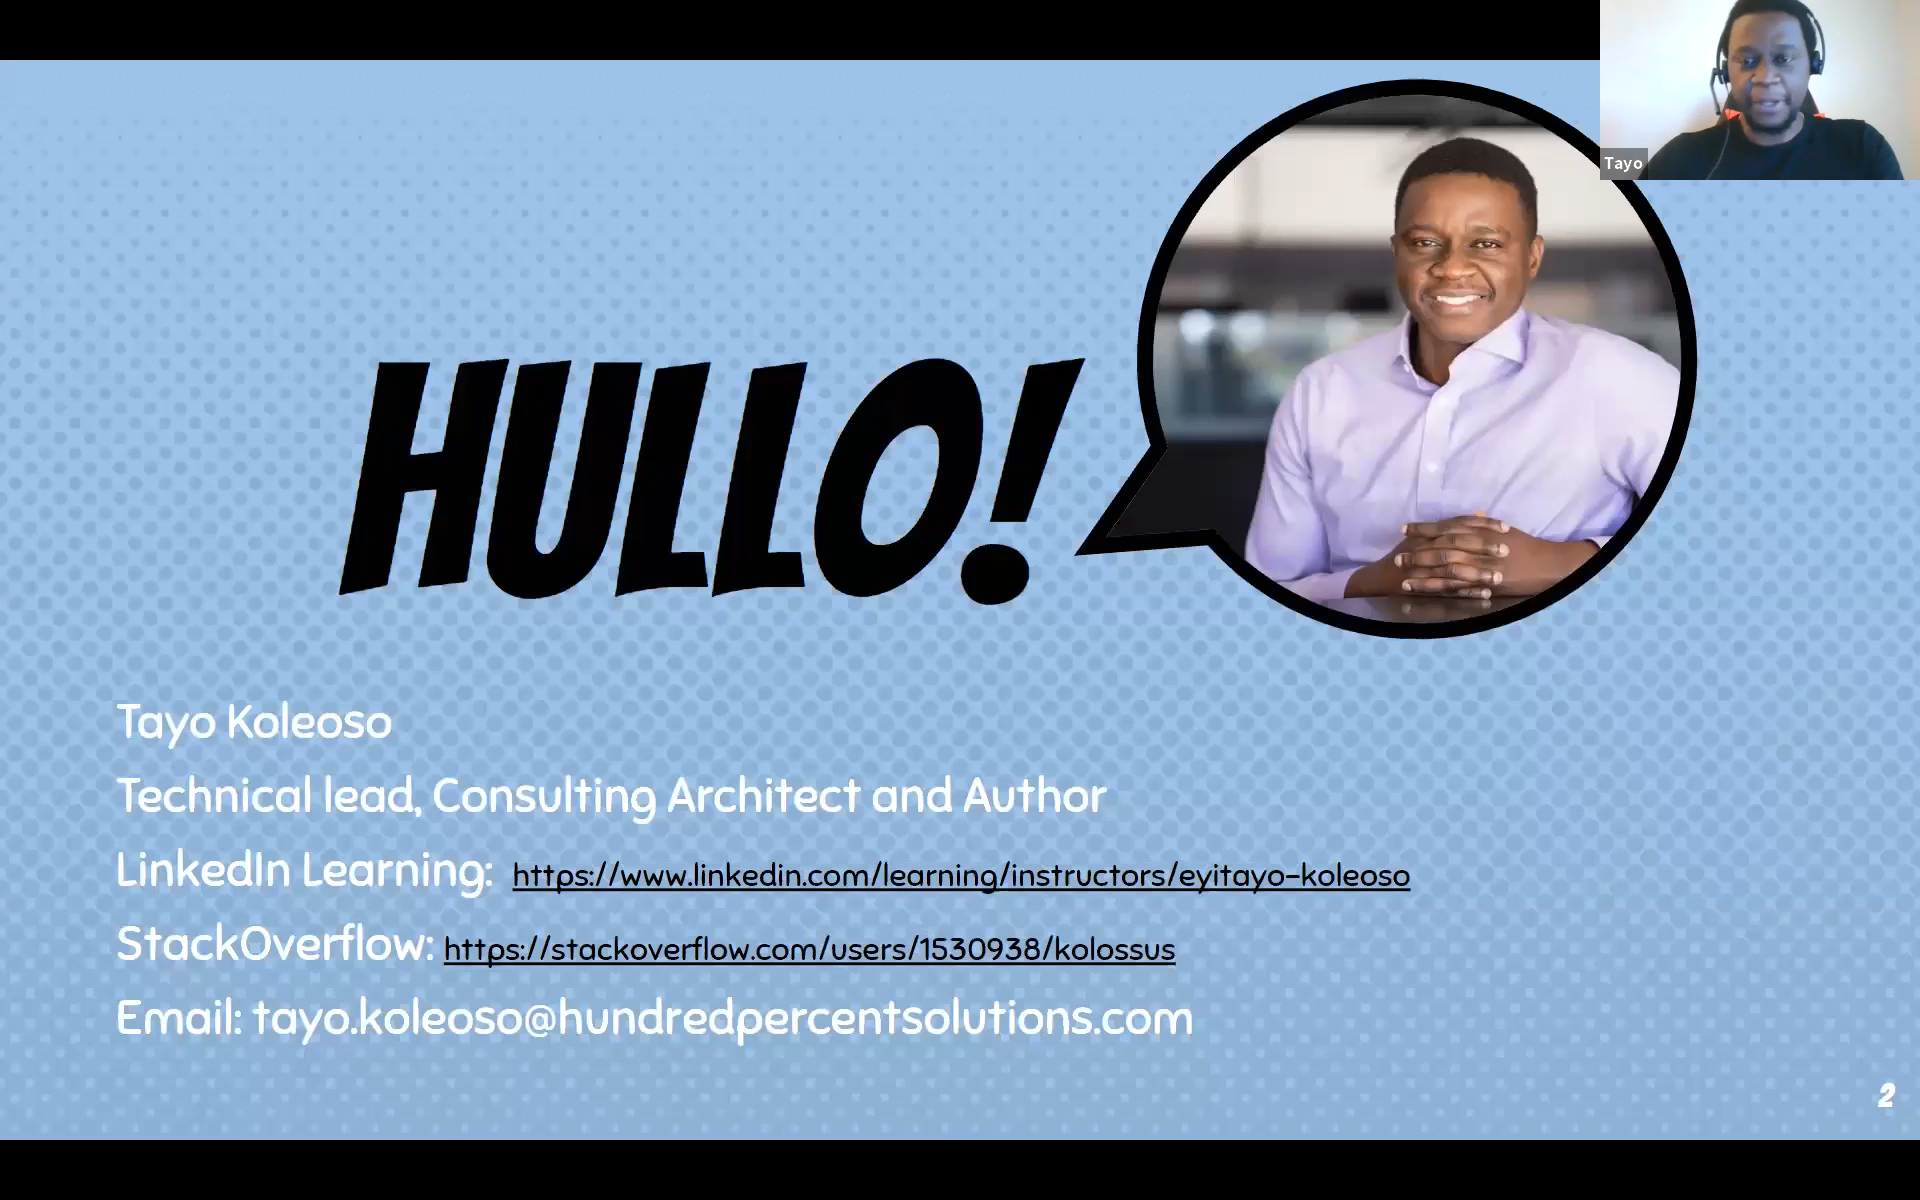 Tayo
HULLO!
Tayo Koleoso
Technical lead, Consulting Architect and Author
LinkedIn Learning: https://www.linkedin.com/learning/instructors/eyitayo-koleoso
StackOverflow: https://stackoverflow.com/users/1530938/kolossus
Email: tayo.koleoso@hundredpercentsolutions.com
2